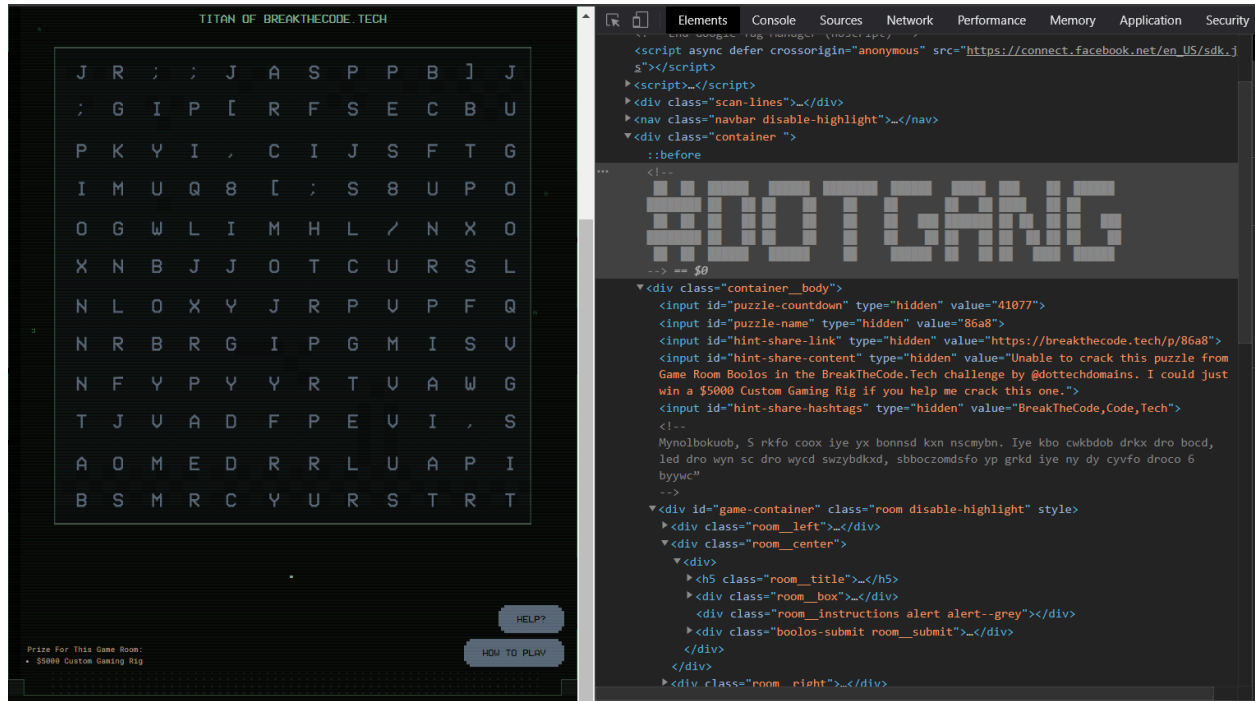 TITAN OF BREAKTHECODE.TECH
J R ; ; J A S P P B ] J
; G I P [ R F S E C B U
P K Y I , C I J S F T G
I M U Q 8 [ ; S 8 U P O
O G W L I M H L / N X O
X N B J J O T C U R S L
N L O X Y J R P V P F Q
N R B R G I P G M I S V
N F Y P Y Y R T V A W G
T J V A D F P E V I , S
A O M E D R R L U A P I
B S M R C Y U R S T R T
HELP?
HOW TO PLAY
Prize For This Game Room:
• $5000 Custom Gaming Rig
Elements Console Sources Network Performance Memory Application Security
<!-- End Google Tag Manager (noscript) -->
<script async defer crossorigin="anonymous" src="https://connect.facebook.net/en_US/sdk.j
s"></script>
<script>…</script>
<div class="scan-lines">…</div>
<nav class="navbar disable-highlight">…</nav>
<div class="container ">
::before
<!--
#OOTGANG
--> == $0
<div class="container__body">
<input id="puzzle-countdown" type="hidden" value="41077">
<input id="puzzle-name" type="hidden" value="86a8">
<input id="hint-share-link" type="hidden" value="https://breakthecode.tech/p/86a8">
<input id="hint-share-content" type="hidden" value="Unable to crack this puzzle from
Game Room Boolos in the BreakTheCode.Tech challenge by @dottechdomains. I could just
win a $5000 Custom Gaming Rig if you help me crack this one.">
<input id="hint-share-hashtags" type="hidden" value="BreakTheCode,Code,Tech">
<!--
Mynolbokuob, S rkfo coox iye yx bonnsd kxn nscmybn. Iye kbo cwkbdob drkx dro bocd,
led dro wyn sc dro wycd swzybdkxd, sbboczomdsfo yp grkd iye ny dy cyvfo droco 6
byywc”
-->
<div id="game-container" class="room disable-highlight" style>
<div class="room__left">…</div>
<div class="room__center">
<div>
<h5 class="room__title">…</h5>
<div class="room__box">…</div>
<div class="room__instructions alert alert--grey"></div>
<div class="boolos-submit room__submit">…</div>
</div>
</div>
<div class="room__right">…</div>